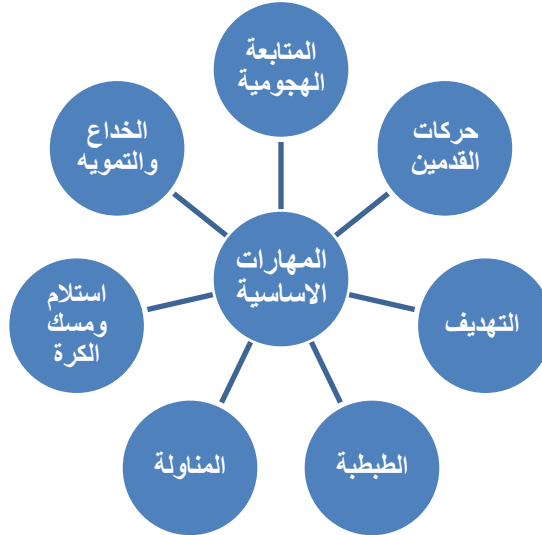 المتابعة
الهجومية
حركات
القدمين
الخداع
والتمويه
المهارات
الاساسية
استلام
ومسك
الكرة
التهديف
المناولة
الطبطبة